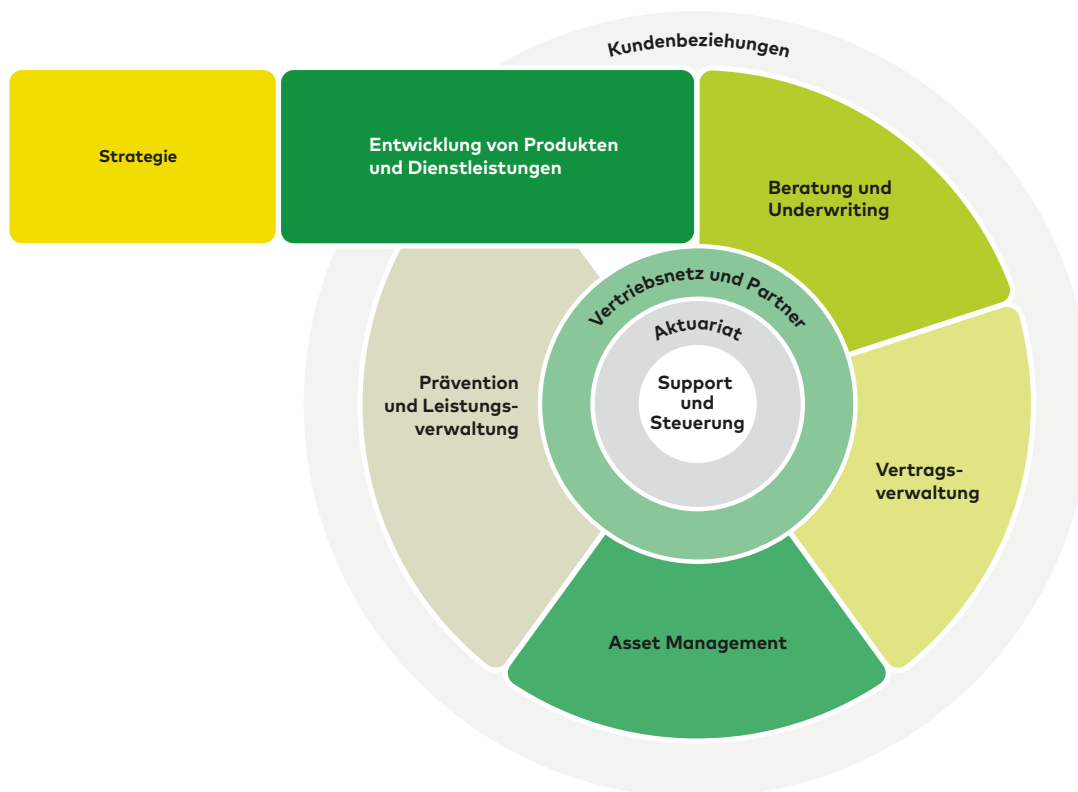 Kundenbeziehungen
Strategie
Entwicklung von Produkten
und Dienstleistungen
Beratung und
Underwriting
Vertriebsnetz und Partner
Aktuariat
Support
und
Steuerung
Prävention
und Leistungs-
verwaltung
Vertrags-
verwaltung
Asset Management